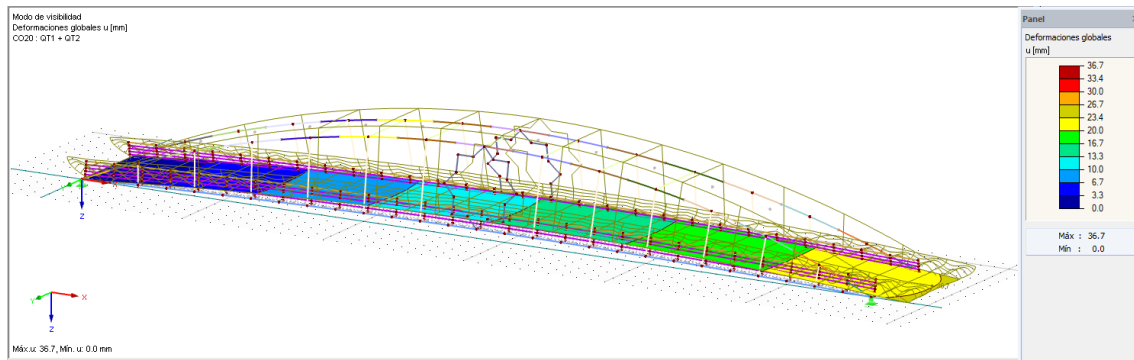 Modo de visibilidad
Deformaciones globales u [mm]
CO20 : QT1 + QT2
Z
X
Y
Z
Máx.u: 36.7, Mín. u: 0.0 mm
Panel
Deformaciones globales
u [mm]
36.7
33.4
30.0
26.7
23.4
20.0
16.7
13.3
10.0
6.7
3.3
0.0
Máx : 36.7
Mín : 0.0